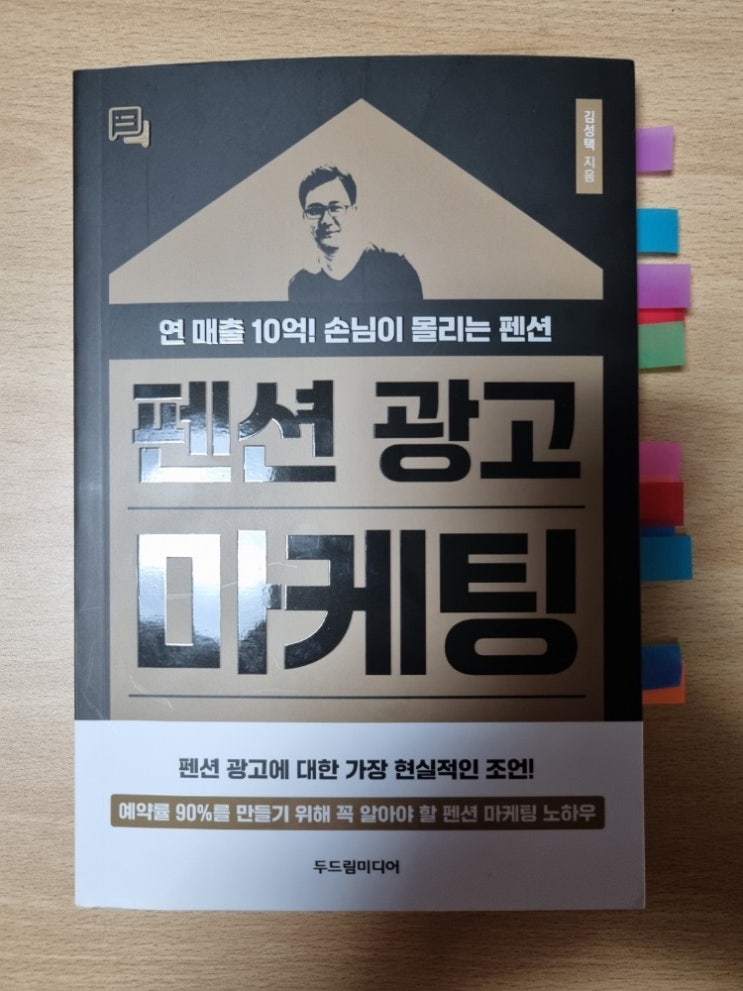 김성택 지음
연 매출 10억! 손님이 몰리는 펜션
펜션 광고
마케팅
펜션 광고에 대한 가장 현실적인 조언!
예약률 90%를 만들기 위해 꼭 알아야 할 펜션 마케팅 노하우
두드림미디어